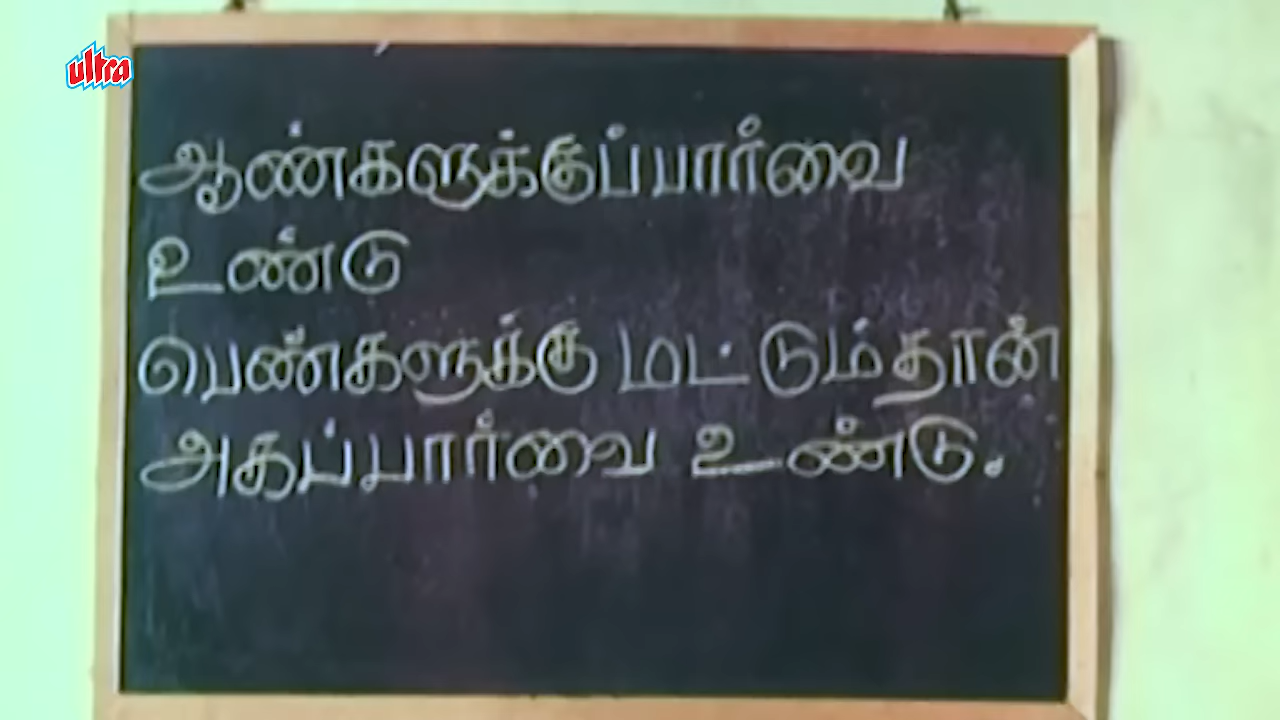 ultra
ஆண்களுக்குப்பார்வை
உண்டு
பெண்களுக்கு மட்டும்தான்
அகப்பார்வை உண்டு.